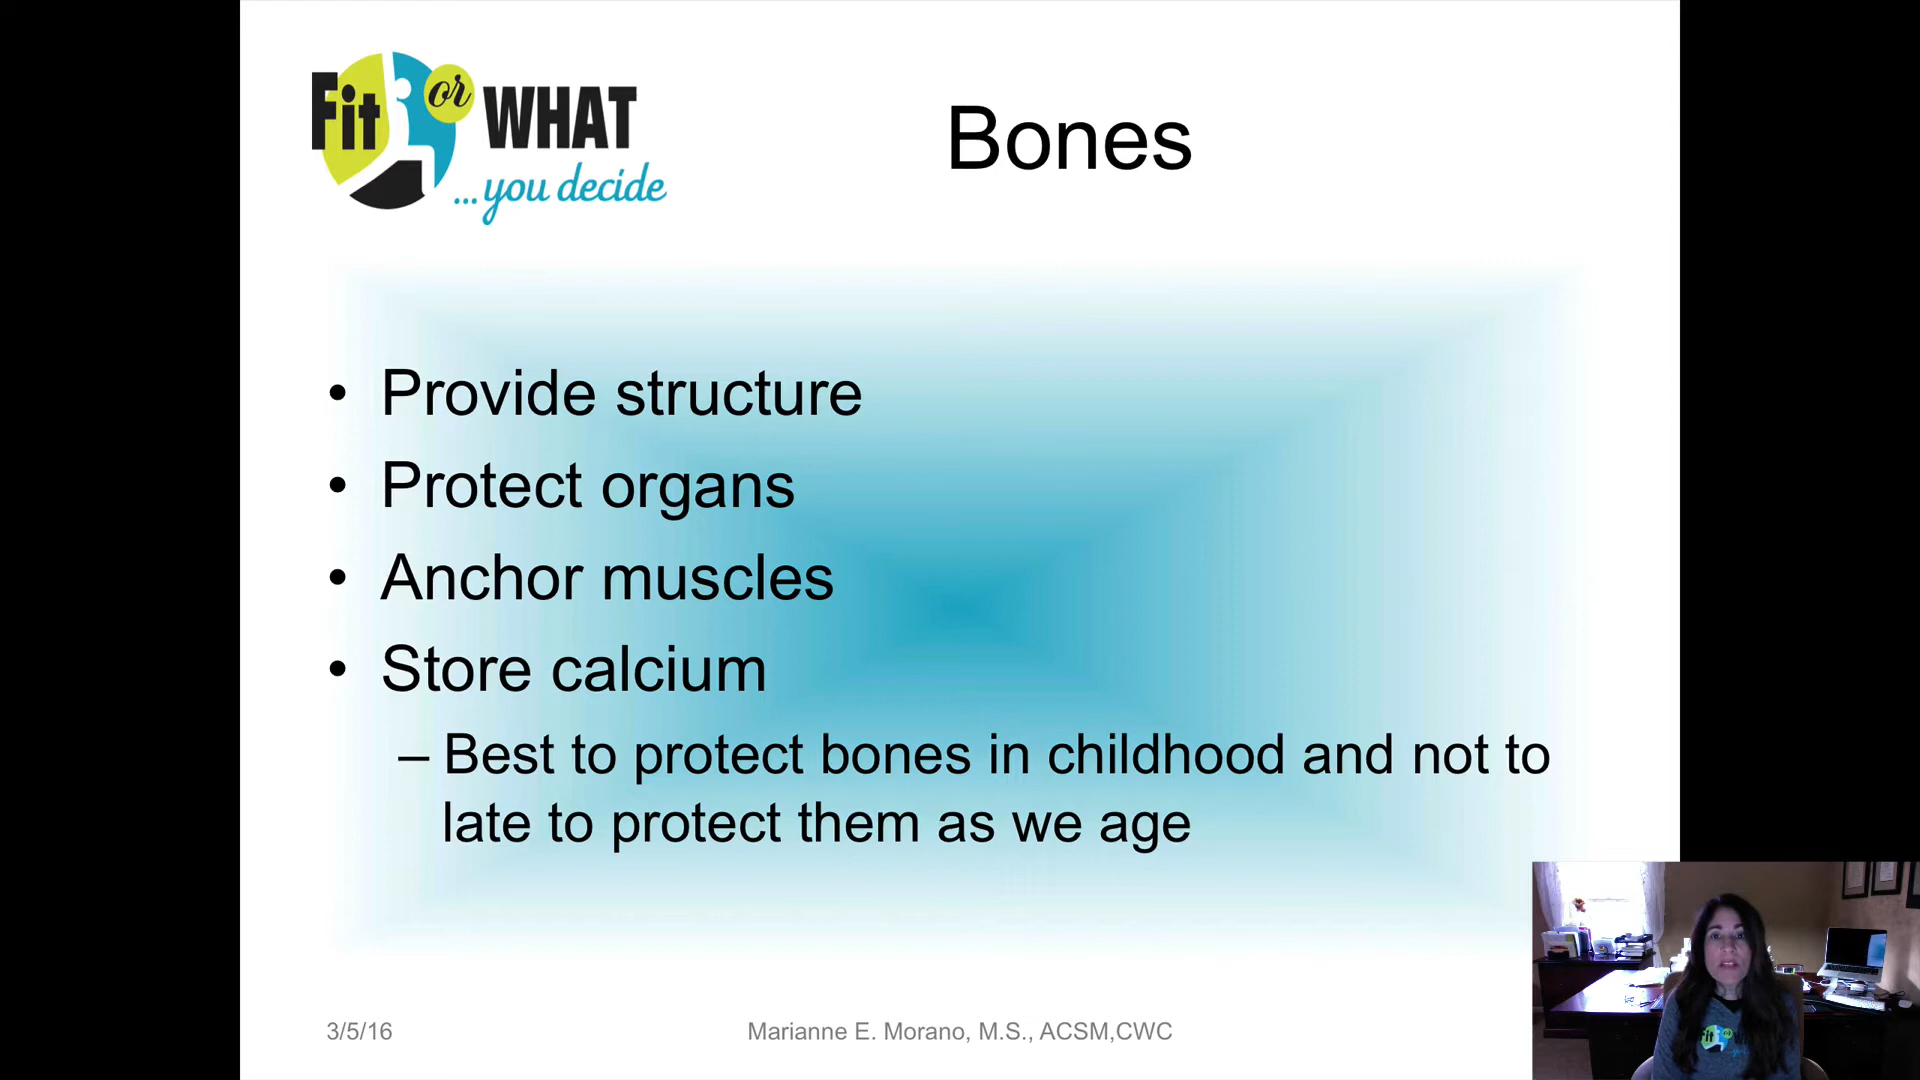 Fit or WHAT
...you decide
Bones
• Provide structure
• Protect organs
• Anchor muscles
• Store calcium
– Best to protect bones in childhood and not to
late to protect them as we age
3/5/16
Marianne E. Morano, M.S., ACSM,CWC